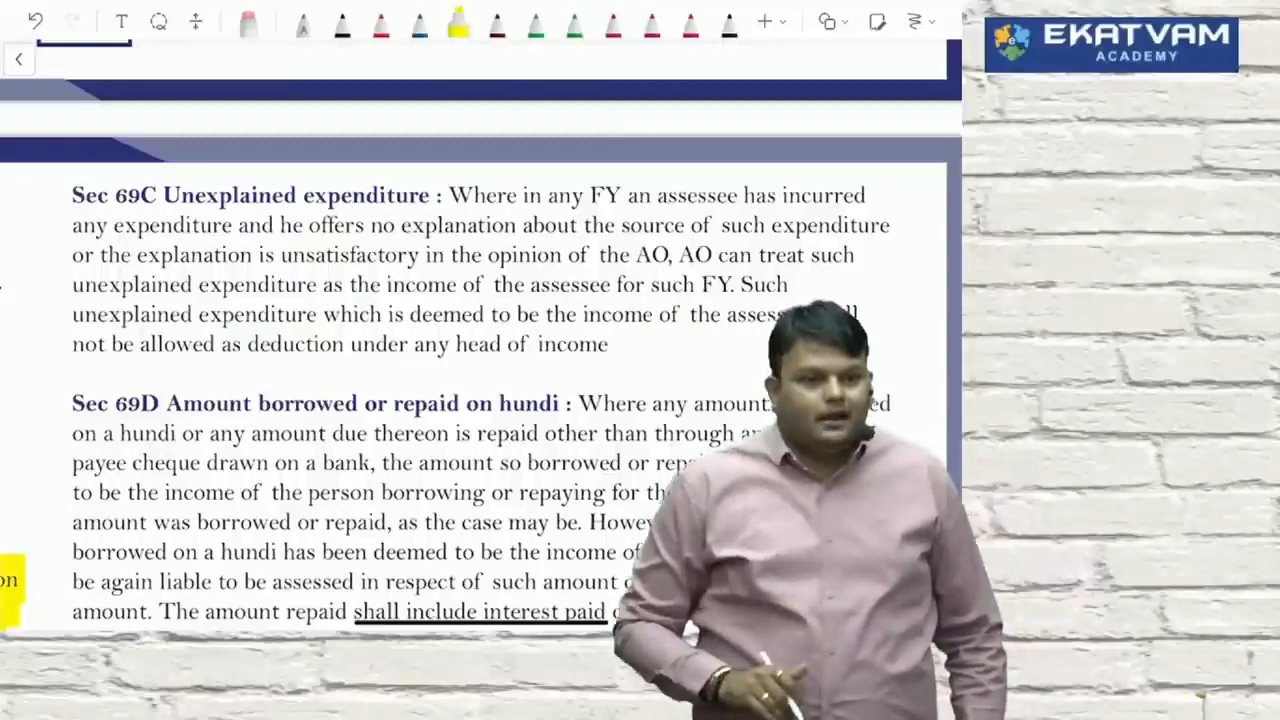 EKATVAM
ACADEMY
Sec 69C Unexplained expenditure : Where in any FY an assessee has incurred
any expenditure and he offers no explanation about the source of such expenditure
or the explanation is unsatisfactory in the opinion of the AO, AO can treat such
unexplained expenditure as the income of the assessee for such FY. Such
unexplained expenditure which is deemed to be the income of the
not be allowed as deduction under any head of income
Sec 69D Amount borrowed or repaid on hundi : Where any amount
on a hundi or any amount due thereon is repaid other than through
payee cheque drawn on a bank, the amount so borrowed or
to be the income of the person borrowing or repaying for
amount was borrowed or repaid, as the case may be.
borrowed on a hundi has been deemed to be the income of
be again liable to be assessed in respect of such amount
amount. The amount repaid shall include interest paid